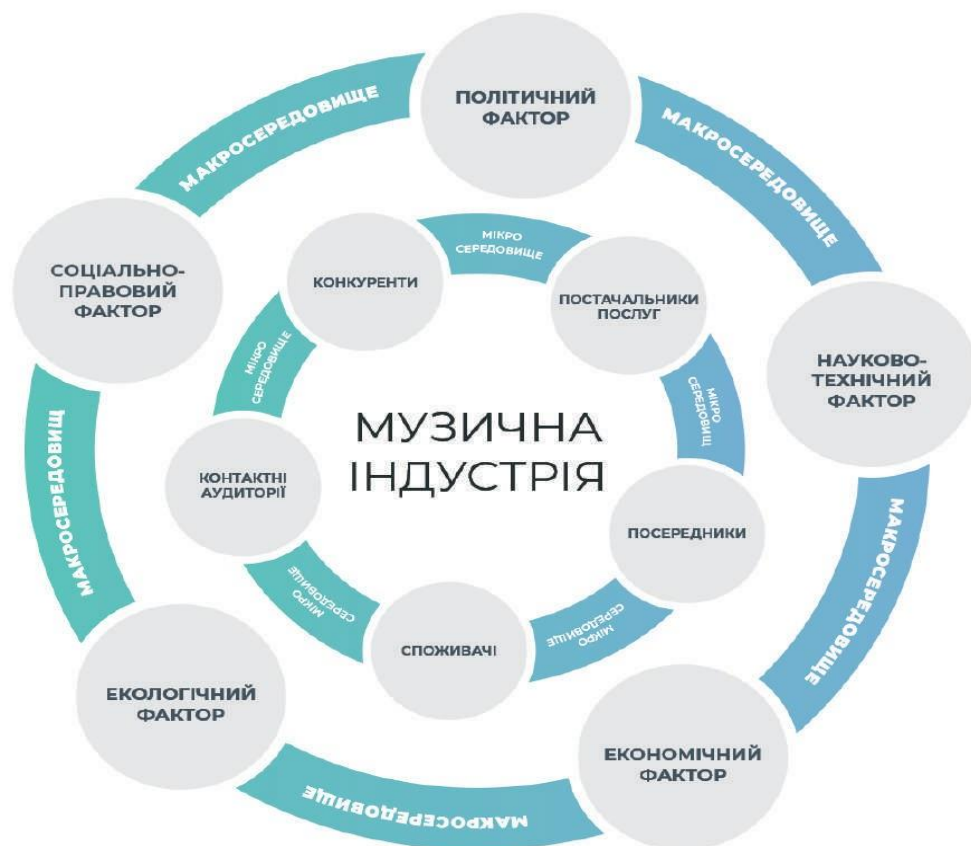 ПОЛІТИЧНИЙ
ФАКТОР
МАКРОСЕРЕДОВИЩЕ
МАКРОСЕРЕДОВИЩЕ
СОЦІАЛЬНО-
ПРАВОВИЙ
ФАКТОР
НАУКОВО-
ТЕХНІЧНИЙ
ФАКТОР
МАКРОСЕРЕДОВИЩ
МАКРОСЕРЕДОВИЩЕ
ЕКОЛОГІЧНИЙ
ФАКТОР
ЕКОНОМІЧНИЙ
ФАКТОР
МАКРОСЕРЕДОВИЩЕ
МІКРО
СЕРЕДОВИЩЕ
КОНКУРЕНТИ
ПОСТАЧАЛЬНИКИ
ПОСЛУГ
МІКРО
СЕРЕДОВИЩЕ
МІКРО
СЕРЕДОВИЩ
МУЗИЧНА
ІНДУСТРІЯ
КОНТАКТНІ
АУДИТОРІЇ
ПОСЕРЕДНИКИ
МІКРО
СЕРЕДОВИЩЕ
МІКРО
СЕРЕДОВИЩЕ
СПОЖИВАЧІ